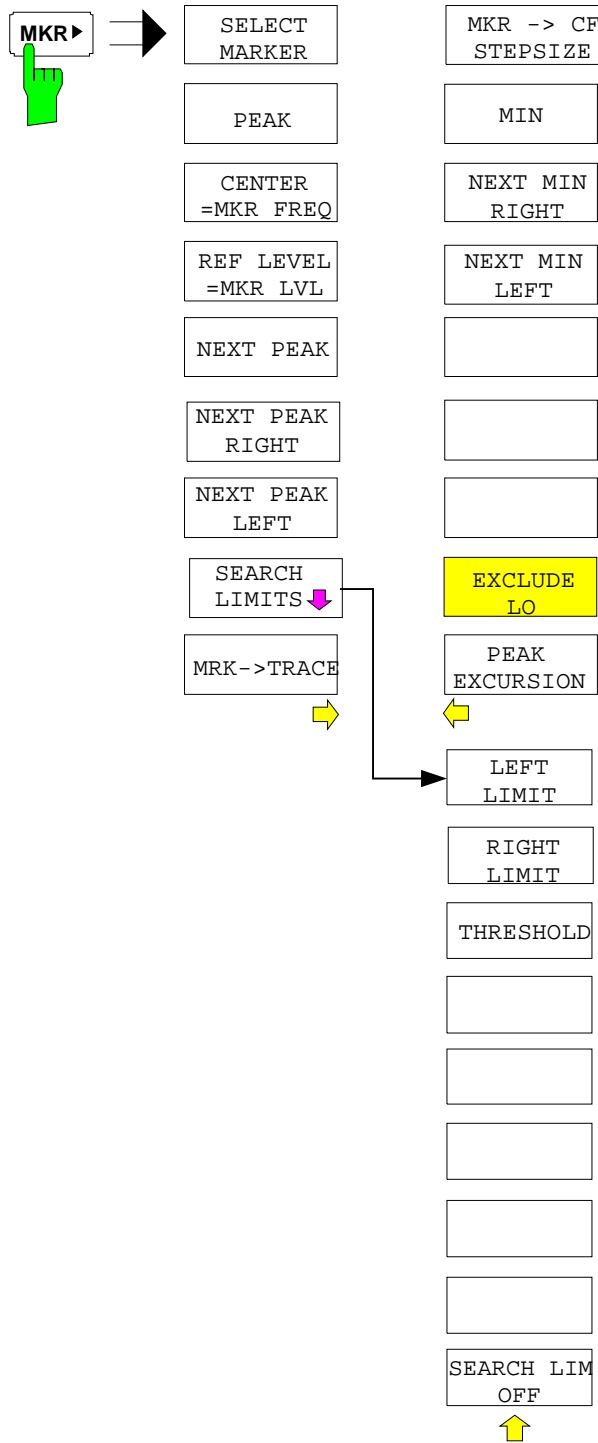 MKR
SELECT
MARKER
PEAK
CENTER
=MKR FREQ
REF LEVEL
=MKR LVL
NEXT PEAK
NEXT PEAK
RIGHT
NEXT PEAK
LEFT
SEARCH
LIMITS
MRK->TRACE
MKR -> CF
STEPSIZE
MIN
NEXT MIN
RIGHT
NEXT MIN
LEFT
EXCLUDE
LO
PEAK
EXCURSION
LEFT
LIMIT
RIGHT
LIMIT
THRESHOLD
SEARCH LIM
OFF